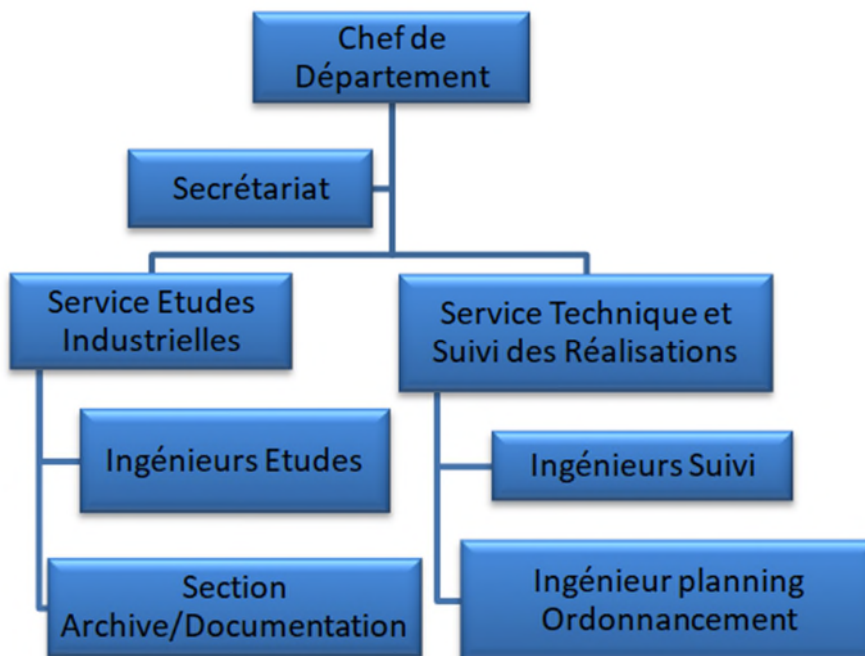 Chef de
Département
Secrétariat
Service Etudes
Industrielles
Service Technique et
Suivi des Réalisations
Ingénieurs Etudes
Ingénieurs Suivi
Section
Archive/Documentation
Ingénieur planning
Ordonnancement